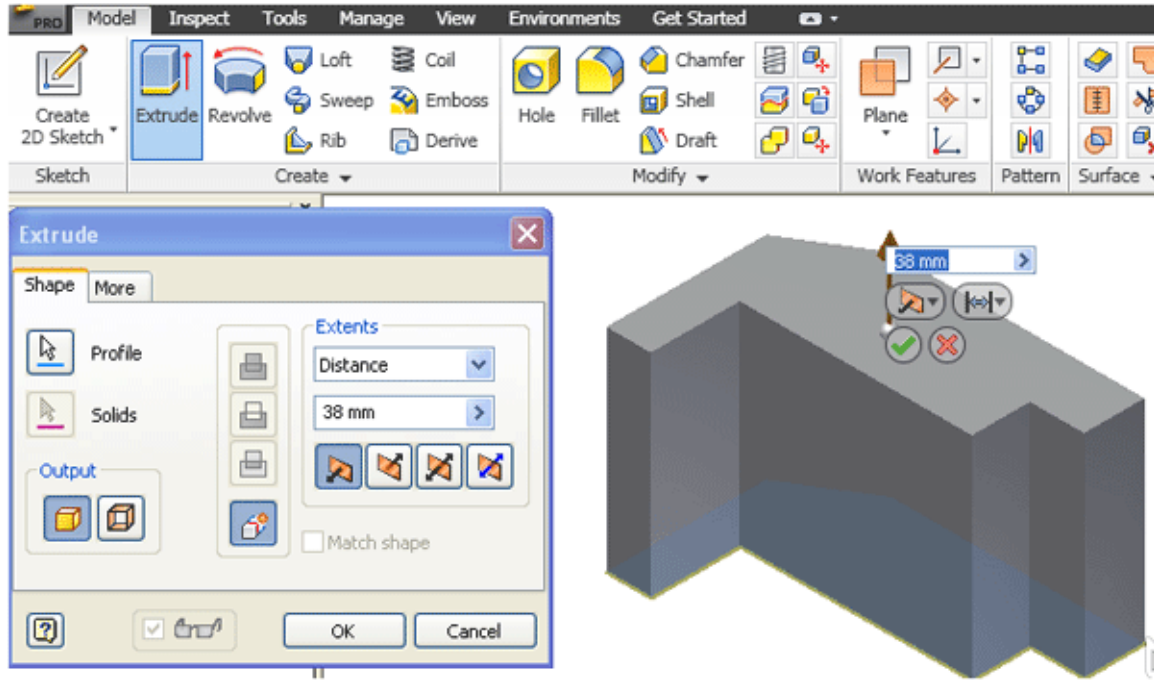 PRO Model Inspect Tools Manage View Environments Get Started
Loft Coil Chamfer
Create Extrude Revolve Sweep Emboss Hole Fillet Shell Plane
2D Sketch Rib Derive Draft
Sketch Create Modify Work Features Pattern Surface
Extrude
38 mm
Shape More
Extents
Profile
Distance
Solids
38 mm
Output
Match shape
OK Cancel